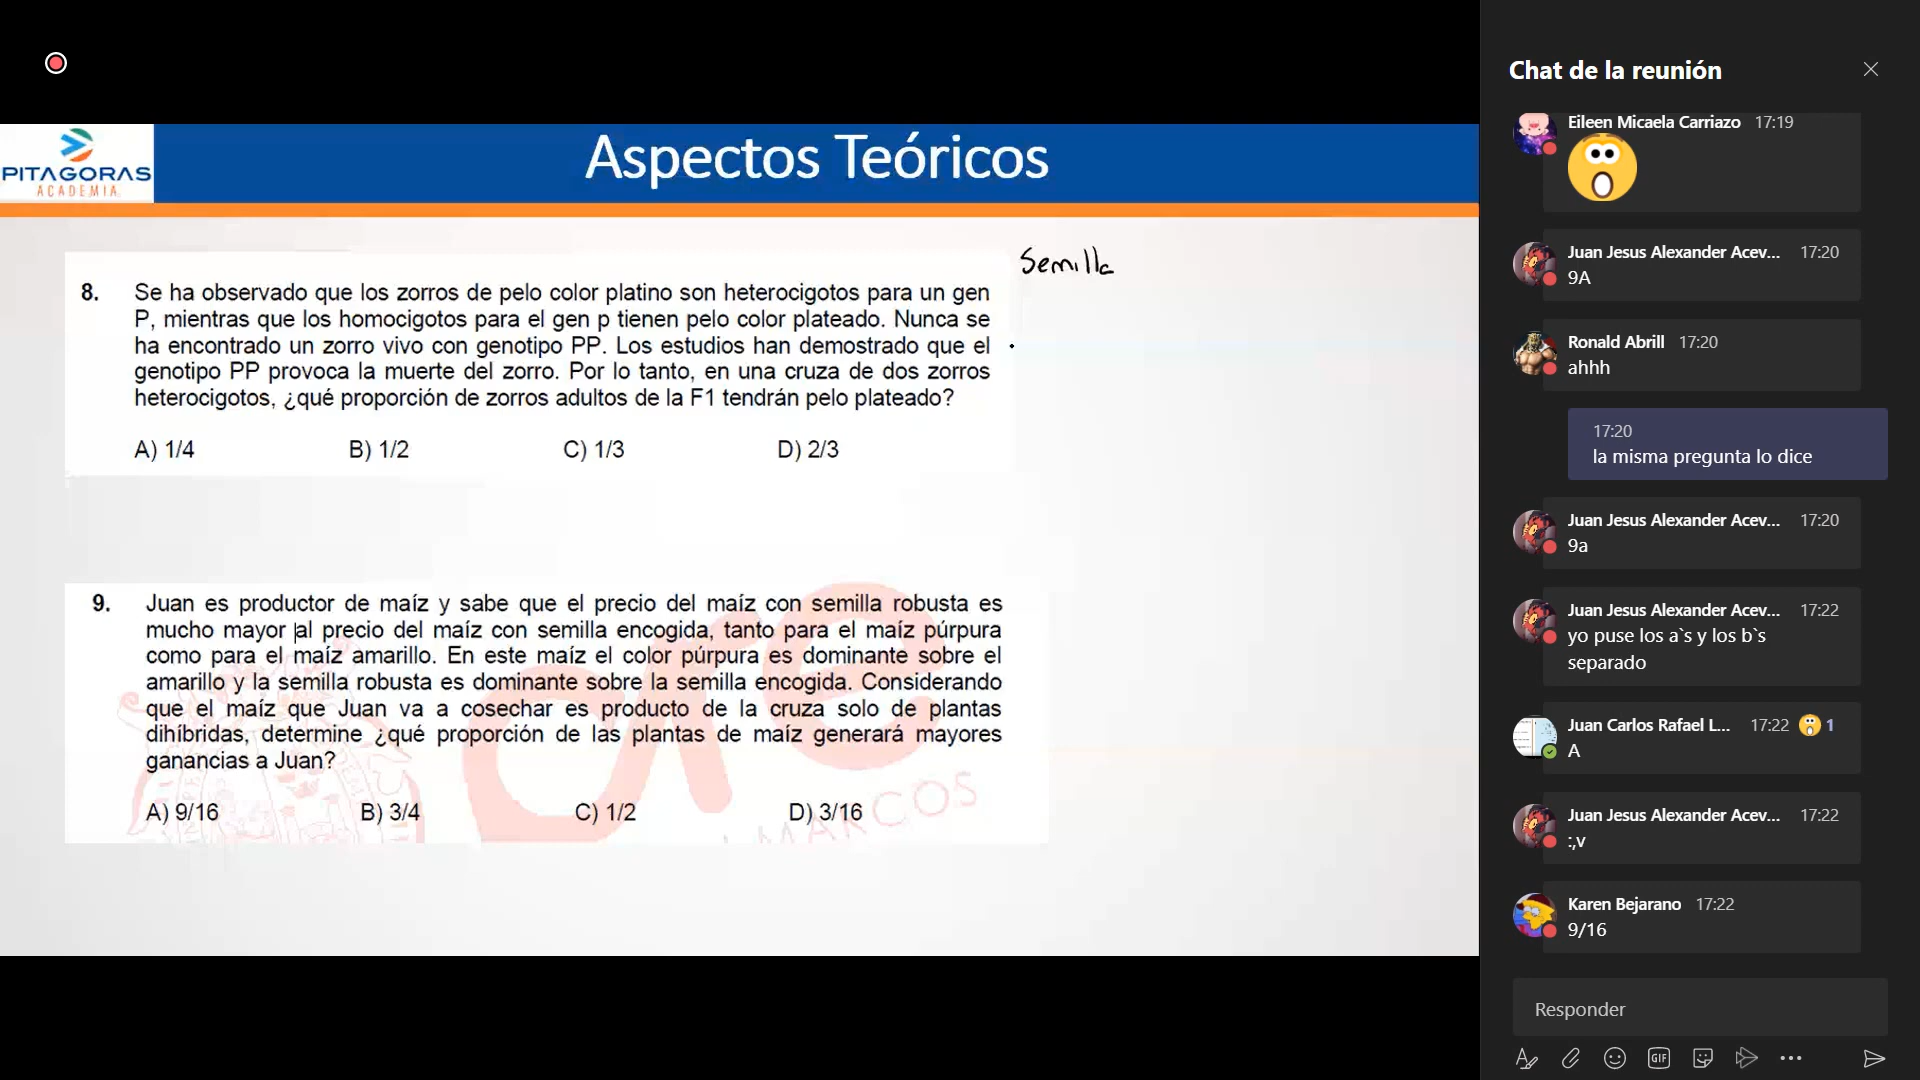 PITAGORAS
ACADEMIA
Aspectos Teóricos
Semilla
8. Se ha observado que los zorros de pelo color platino son heterocigotos para un gen
P, mientras que los homocigotos para el gen p tienen pelo color plateado. Nunca se
ha encontrado un zorro vivo con genotipo PP. Los estudios han demostrado que el
genotipo PP provoca la muerte del zorro. Por lo tanto, en una cruza de dos zorros
heterocigotos, ¿qué proporción de zorros adultos de la F1 tendrán pelo plateado?
A) 1/4 B) 1/2 C) 1/3 D) 2/3
9. Juan es productor de maíz y sabe que el precio del maíz con semilla robusta es
mucho mayor al precio del maíz con semilla encogida, tanto para el maíz púrpura
como para el maíz amarillo. En este maíz el color púrpura es dominante sobre el
amarillo y la semilla robusta es dominante sobre la semilla encogida. Considerando
que el maíz que Juan va a cosechar es producto de la cruza solo de plantas
dihíbridas, determine ¿qué proporción de las plantas de maíz generará mayores
ganancias a Juan?
A) 9/16 B) 3/4 C) 1/2 D) 3/16
cre
MARCOS
Chat de la reunión
Eileen Micaela Carriazo 17:19
Juan Jesus Alexander Acev... 17:20
9A
Ronald Abrill 17:20
ahhh
17:20
la misma pregunta lo dice
Juan Jesus Alexander Acev... 17:20
9a
Juan Jesus Alexander Acev... 17:22
yo puse los a`s y los b`s
separado
Juan Carlos Rafael L... 17:22 1
A
Juan Jesus Alexander Acev... 17:22
:,v
Karen Bejarano 17:22
9/16
Responder
GIF